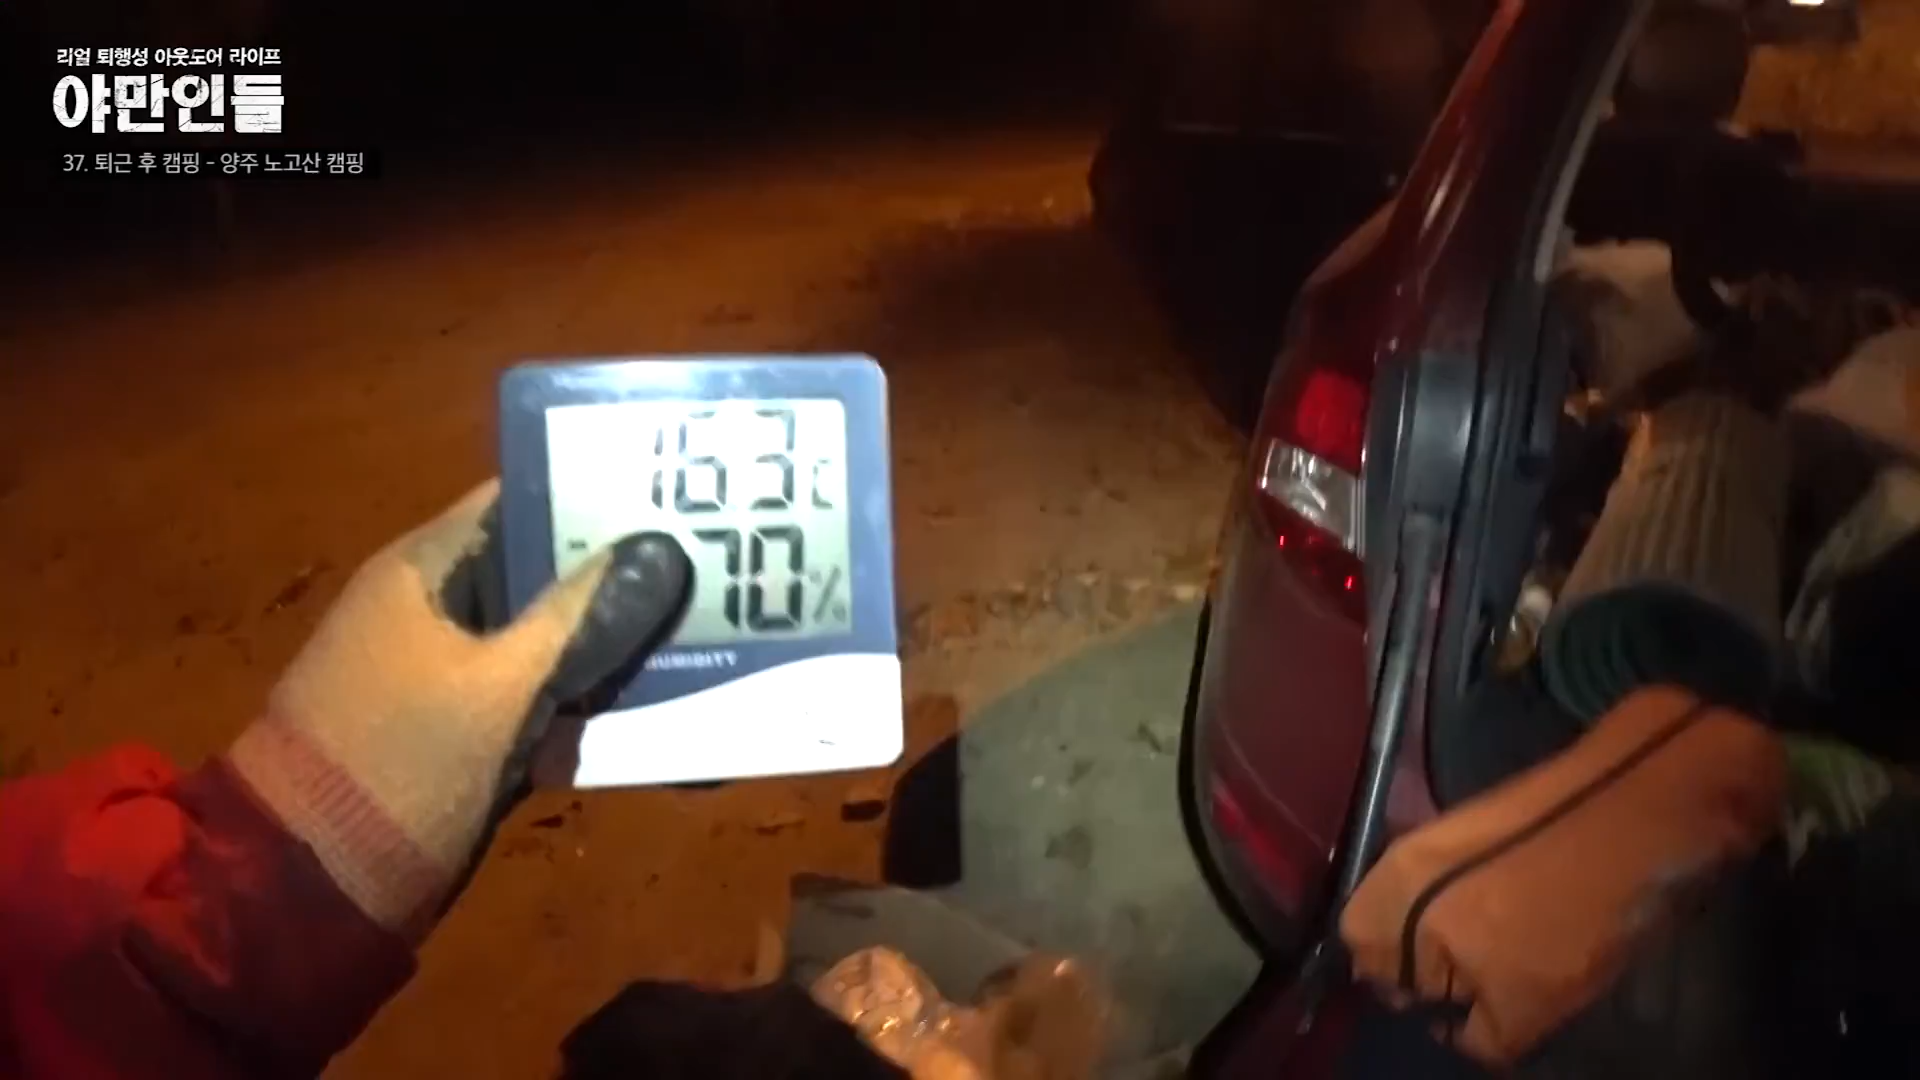 리얼 퇴행성 아웃도어 라이프
야만인들
37. 퇴근 후 캠핑 - 양주 노고산 캠핑
16.3℃
70%
HUMIDITY